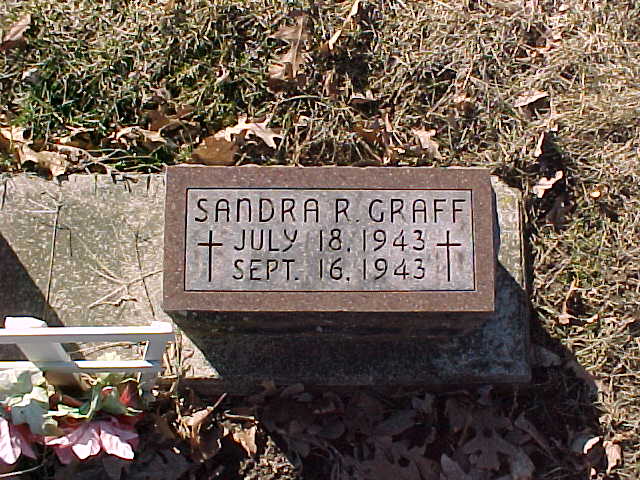 SANDRA R. GRAFF
JULY 18, 1943
SEPT. 16, 1943